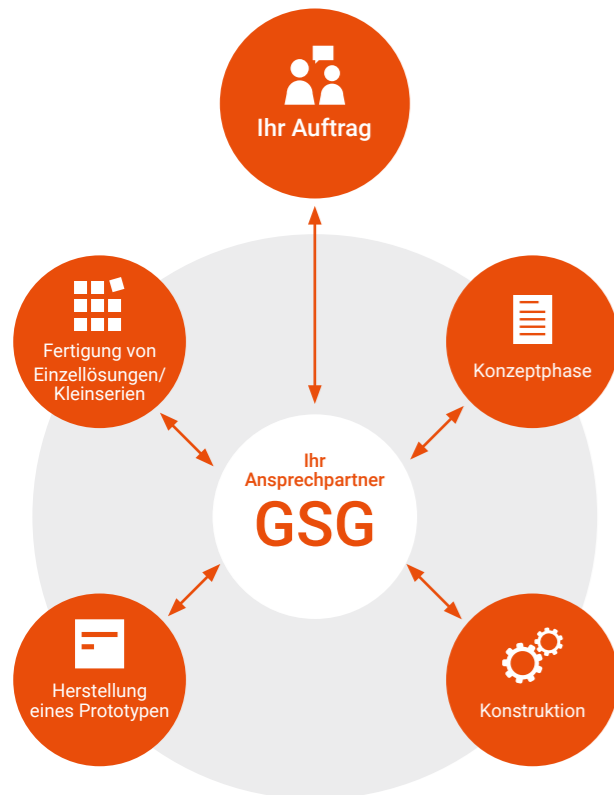 Ihr Auftrag
Fertigung von
Einzellösungen/
Kleinserien
Konzeptphase
Ihr
Ansprechpartner
GSG
Herstellung
eines Prototypen
Konstruktion